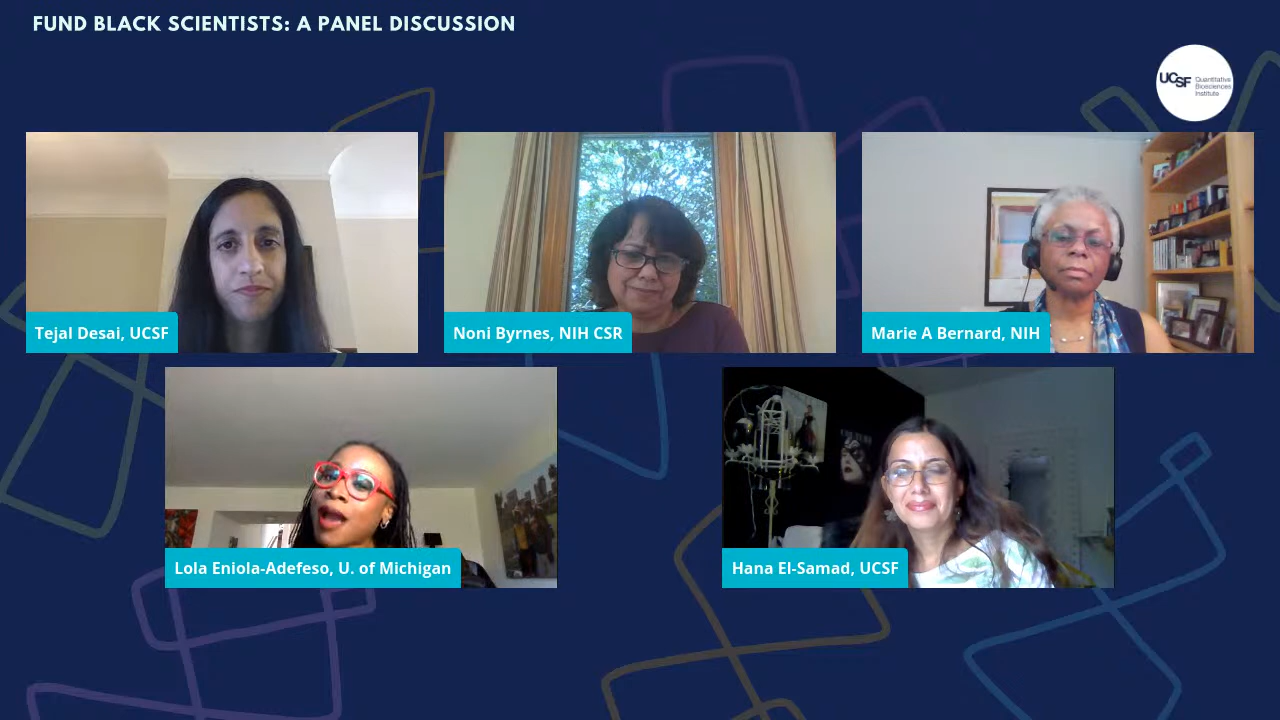 FUND BLACK SCIENTISTS: A PANEL DISCUSSION
UCSF Quantitative
Biosciences
Institute
Tejal Desai, UCSF
Noni Byrnes, NIH CSR
Marie A Bernard, NIH
Lola Eniola-Adefeso, U. of Michigan
Hana El-Samad, UCSF